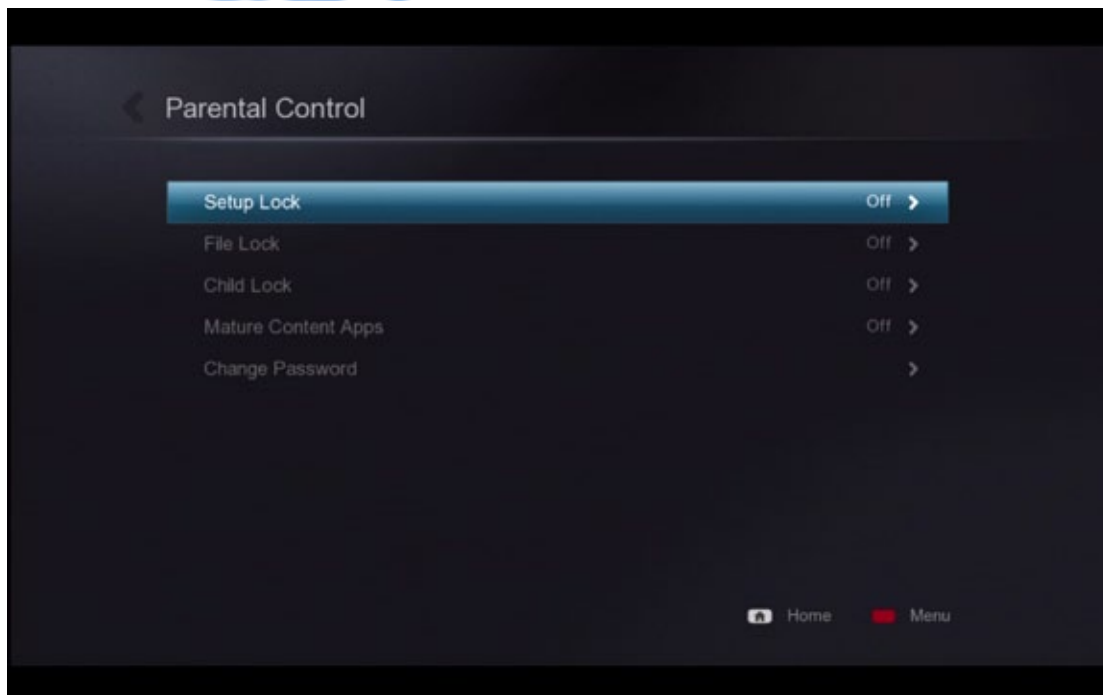 Parental Control
Setup Lock Off
File Lock Off
Child Lock Off
Mature Content Apps Off
Change Password
Home Menu